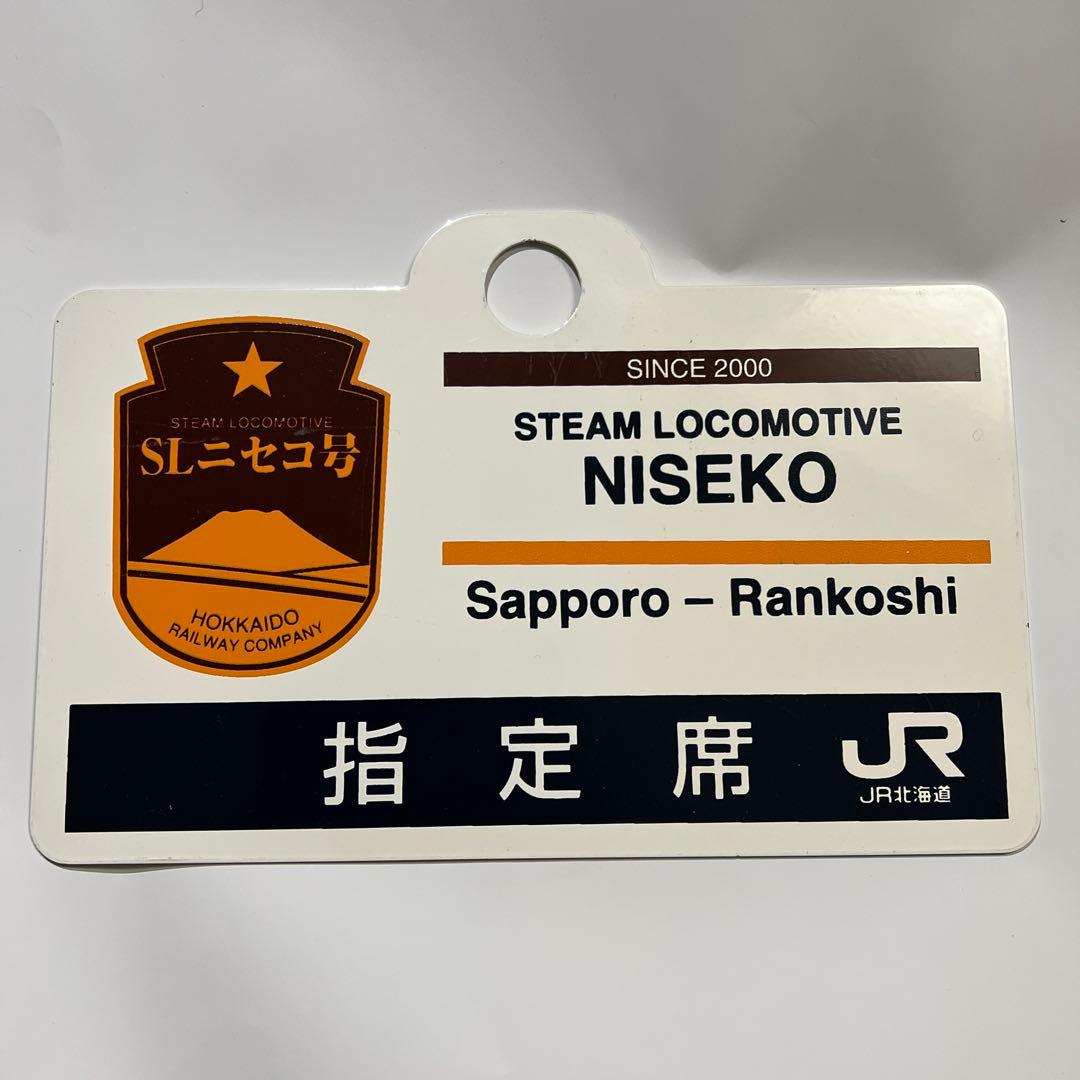 STEAM LOCOMOTIVE
SLニセコ号
HOKKAIDO
RAILWAY COMPANY
SINCE 2000
STEAM LOCOMOTIVE
NISEKO
Sapporo – Rankoshi
指定席
JR
JR北海道